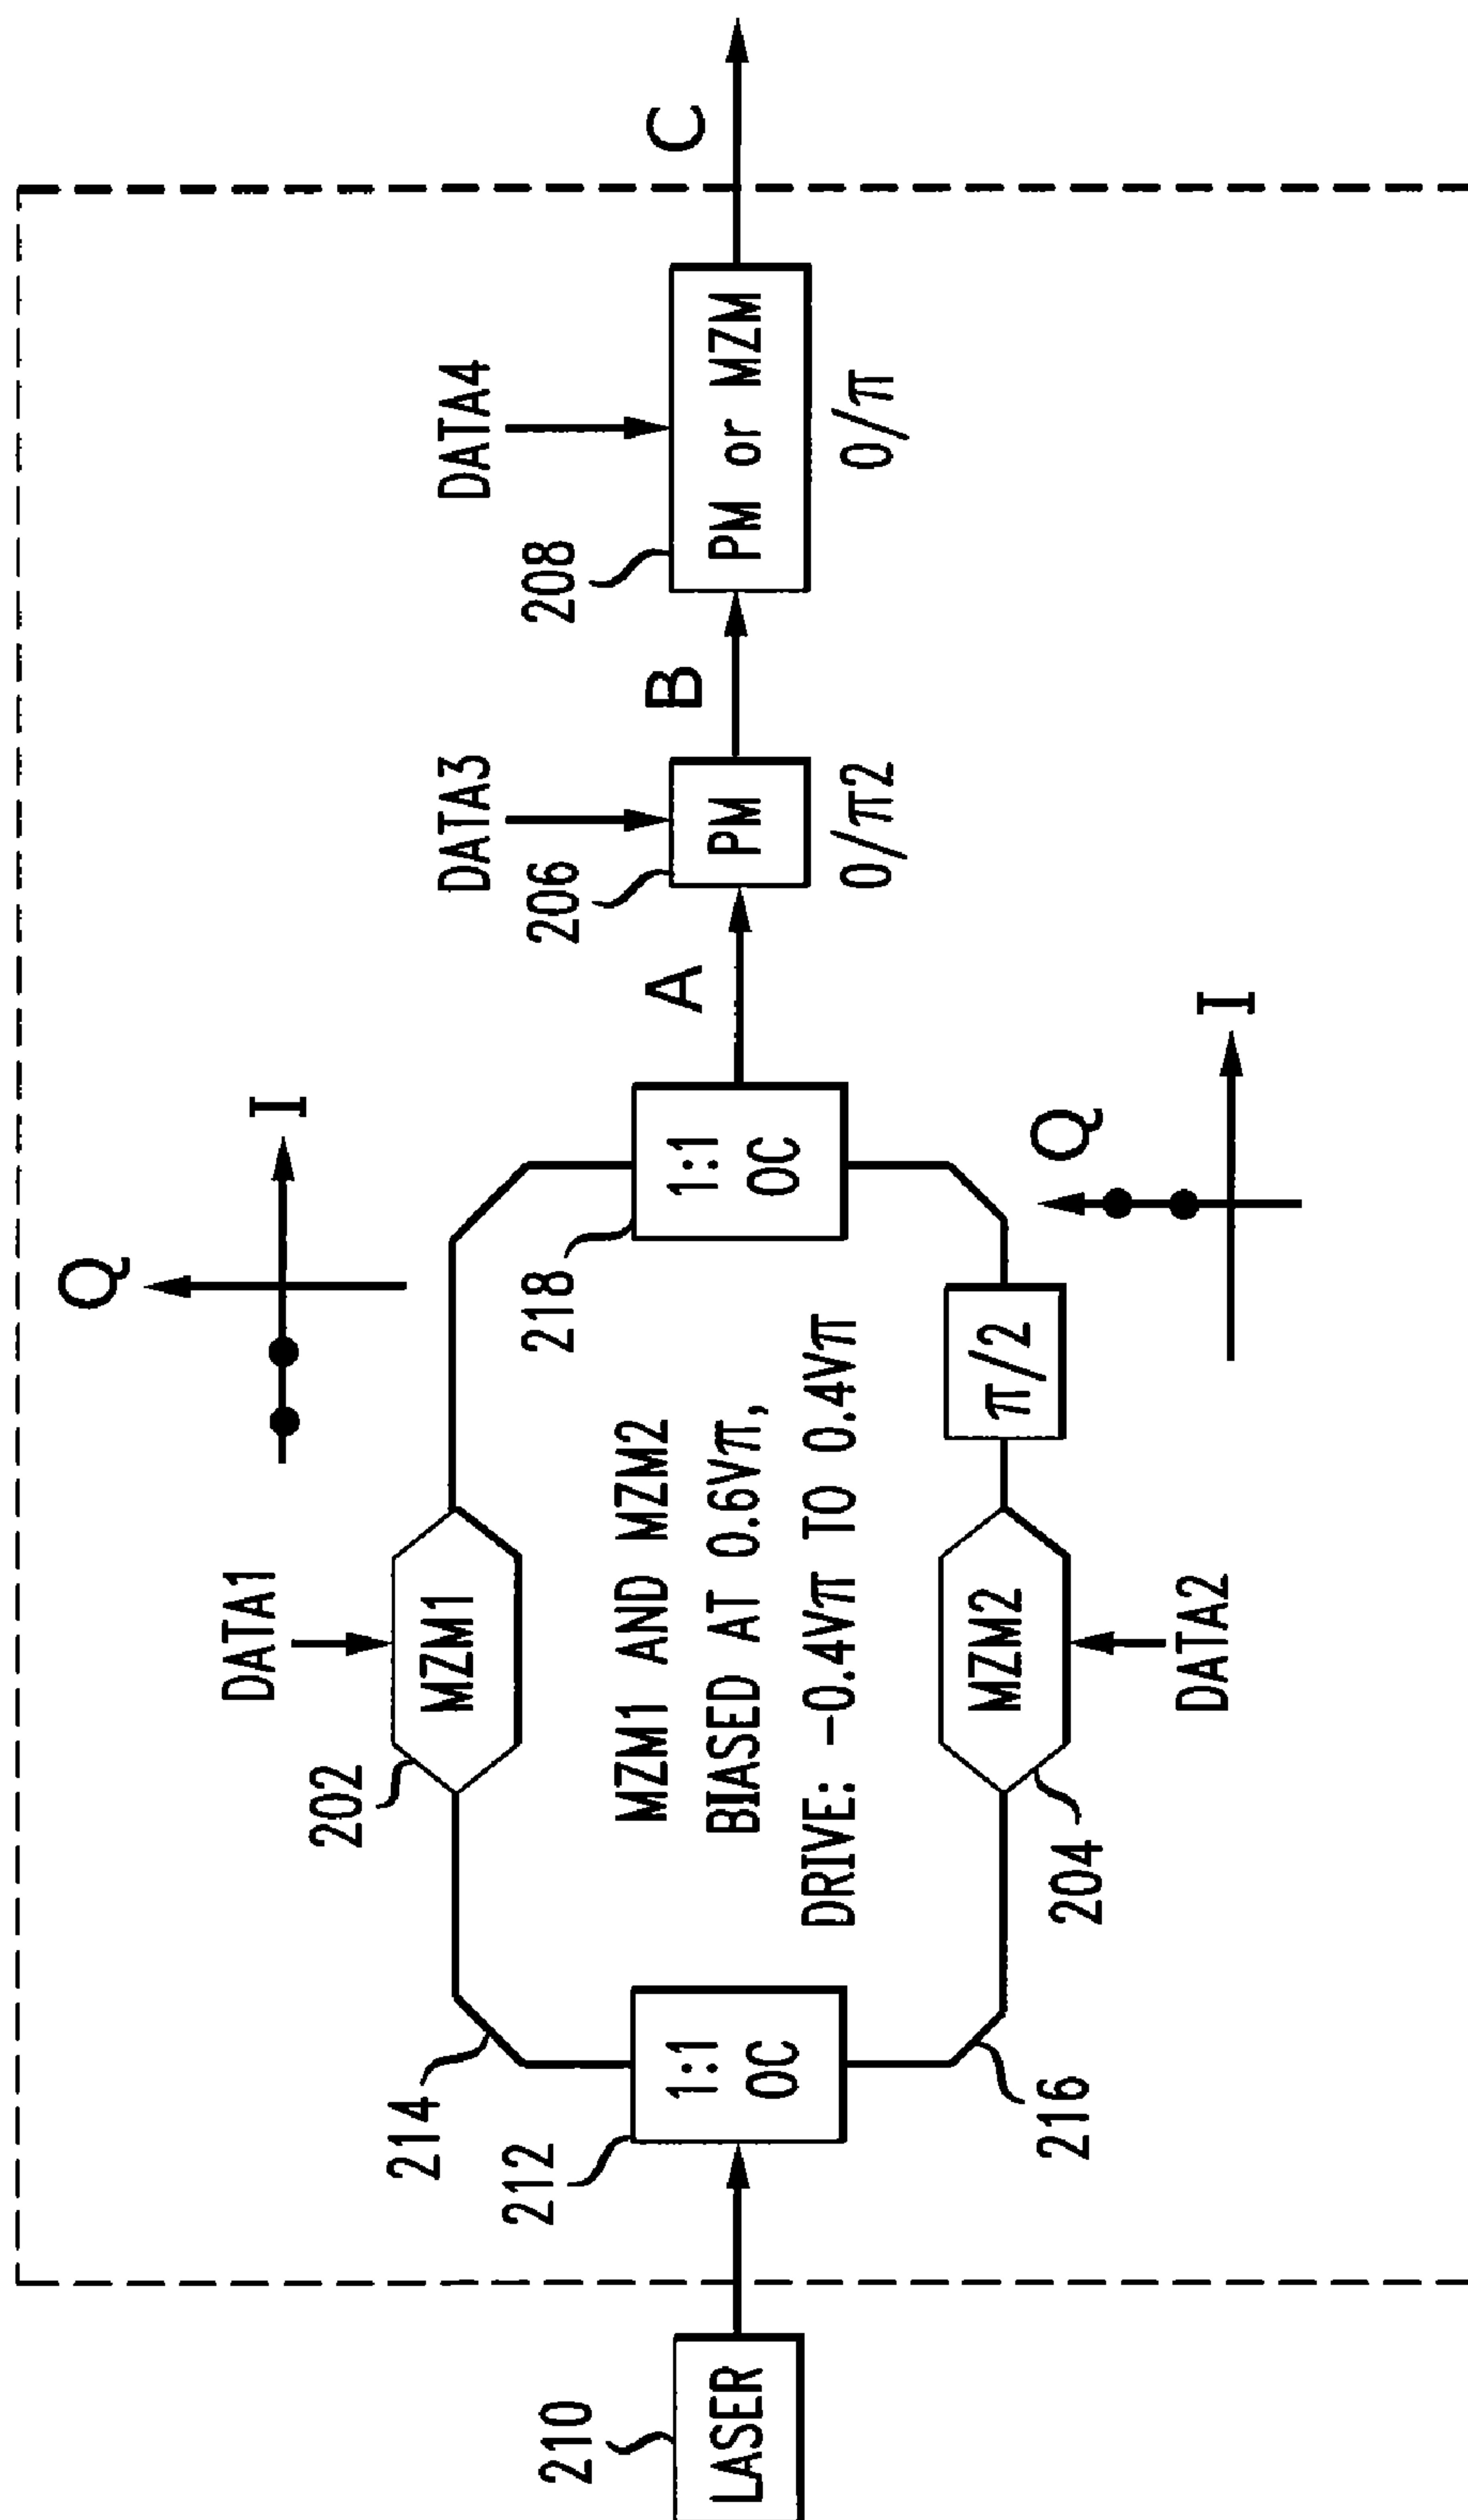 210
LASER
212
1:1
OC
214
216
202
DATA1
MZM1
MZM1 AND MZM2
BIASED AT 0.6Vπ,
DRIVE: -0.4Vπ TO 0.4Vπ
204
MZM2
DATA2
π/2
Q
I
Q
I
218
1:1
OC
A
206
DATA3
PM
0/π2
B
208
DATA4
PM or MZM
0/π
C